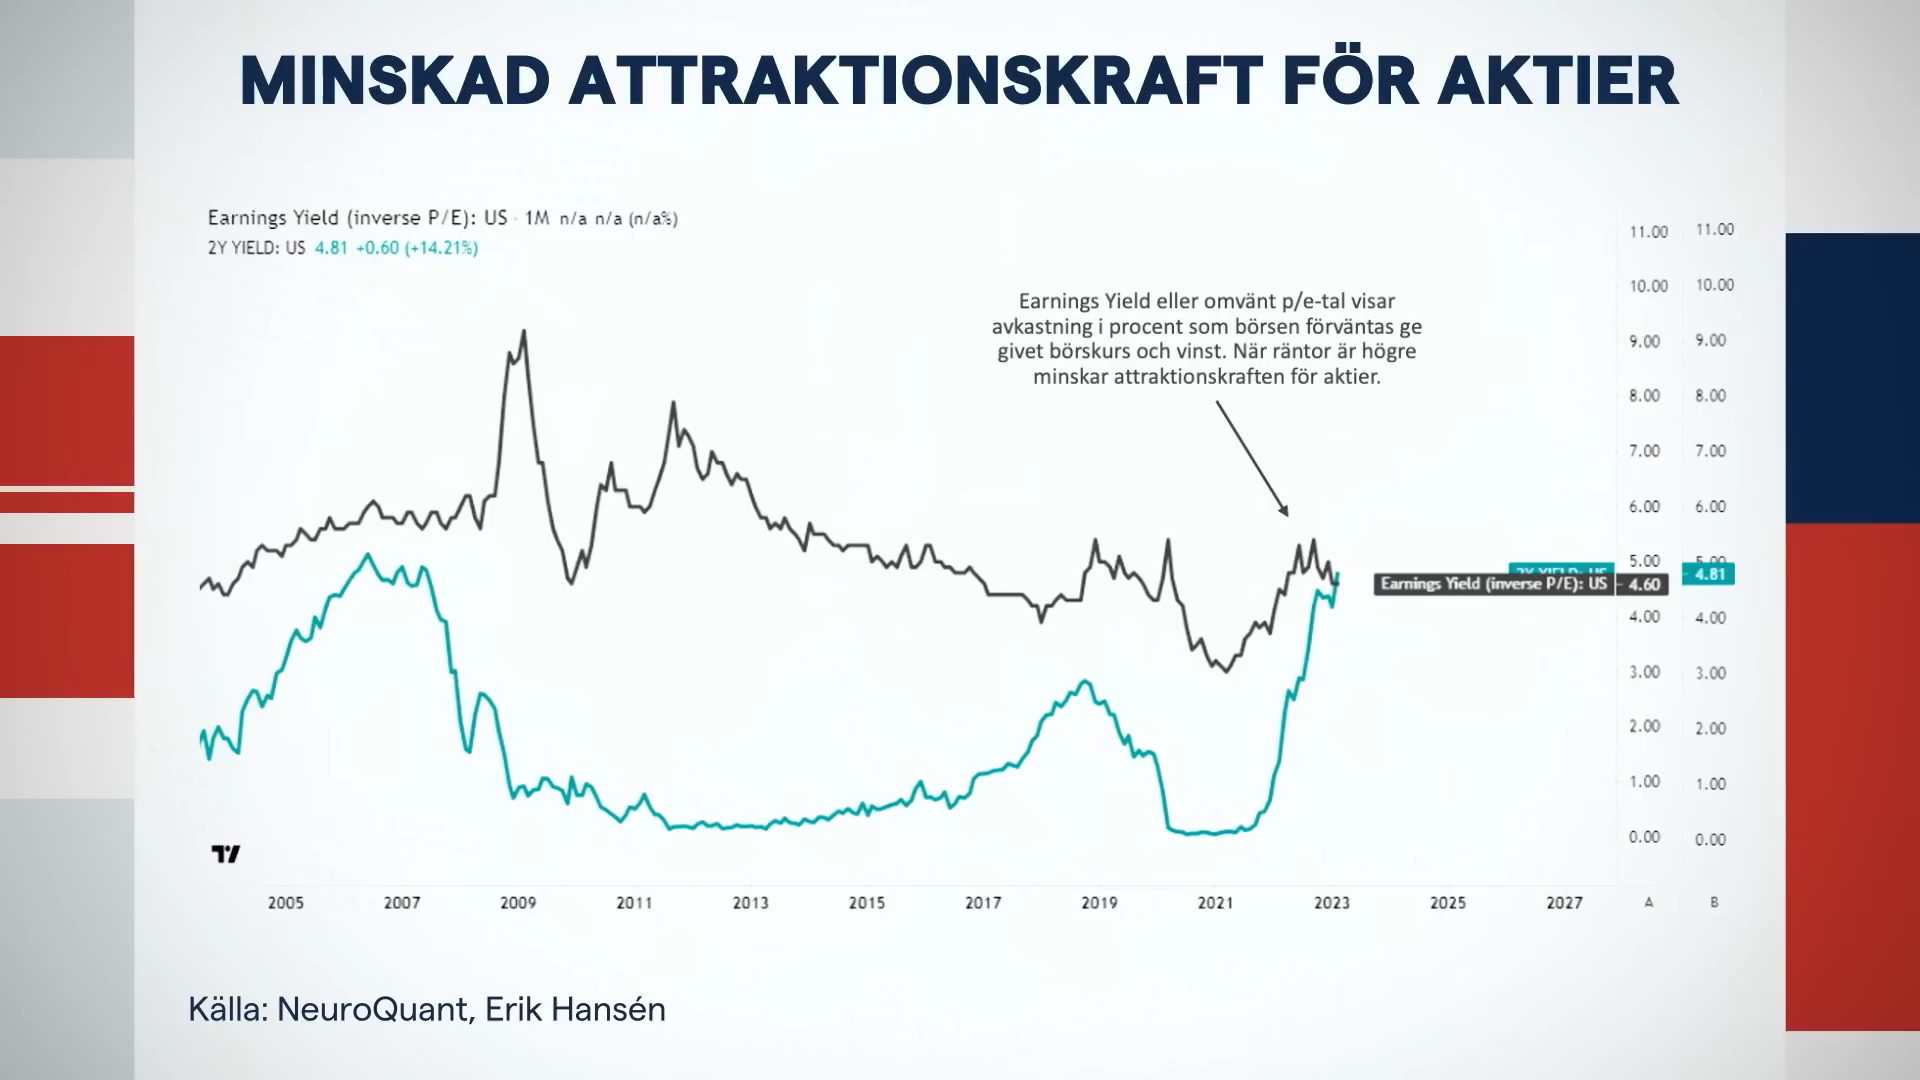 MINSKAD ATTRAKTIONSKRAFT FÖR AKTIER
Earnings Yield (inverse P/E): US · 1M n/a n/a (n/a%)
2Y YIELD: US 4.81 +0.60 (+14.21%)
Earnings Yield eller omvänt p/e-tal visar
avkastning i procent som börsen förväntas ge
givet börskurs och vinst. När räntor är högre
minskar attraktionskraften för aktier.
11.00 11.00
10.00 10.00
9.00 9.00
8.00 8.00
7.00 7.00
6.00 6.00
5.00 5.00
2Y YIELD: US 4.81
Earnings Yield (inverse P/E): US 4.60
4.00 4.00
3.00 3.00
2.00 2.00
1.00 1.00
0.00 0.00
2005 2007 2009 2011 2013 2015 2017 2019 2021 2023 2025 2027 A B
Källa: NeuroQuant, Erik Hansén